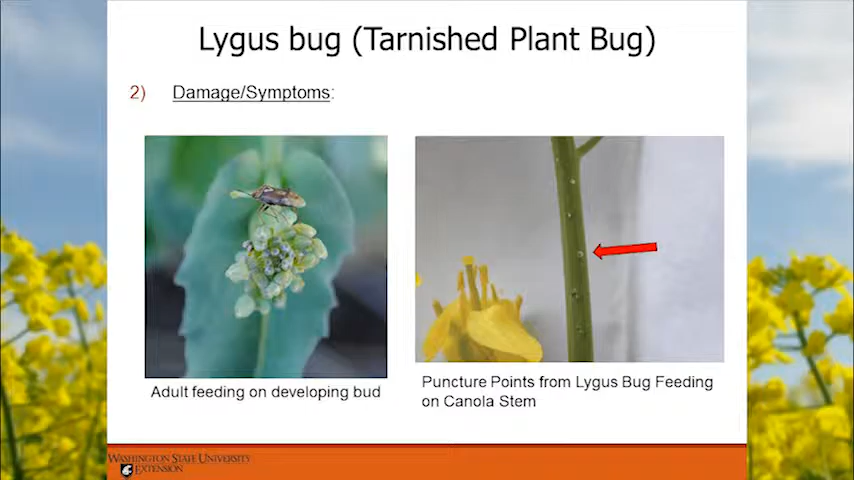 Lygus bug (Tarnished Plant Bug)
2) Damage/Symptoms:
Adult feeding on developing bud
Puncture Points from Lygus Bug Feeding
on Canola Stem
WASHINGTON STATE UNIVERSITY
EXTENSION